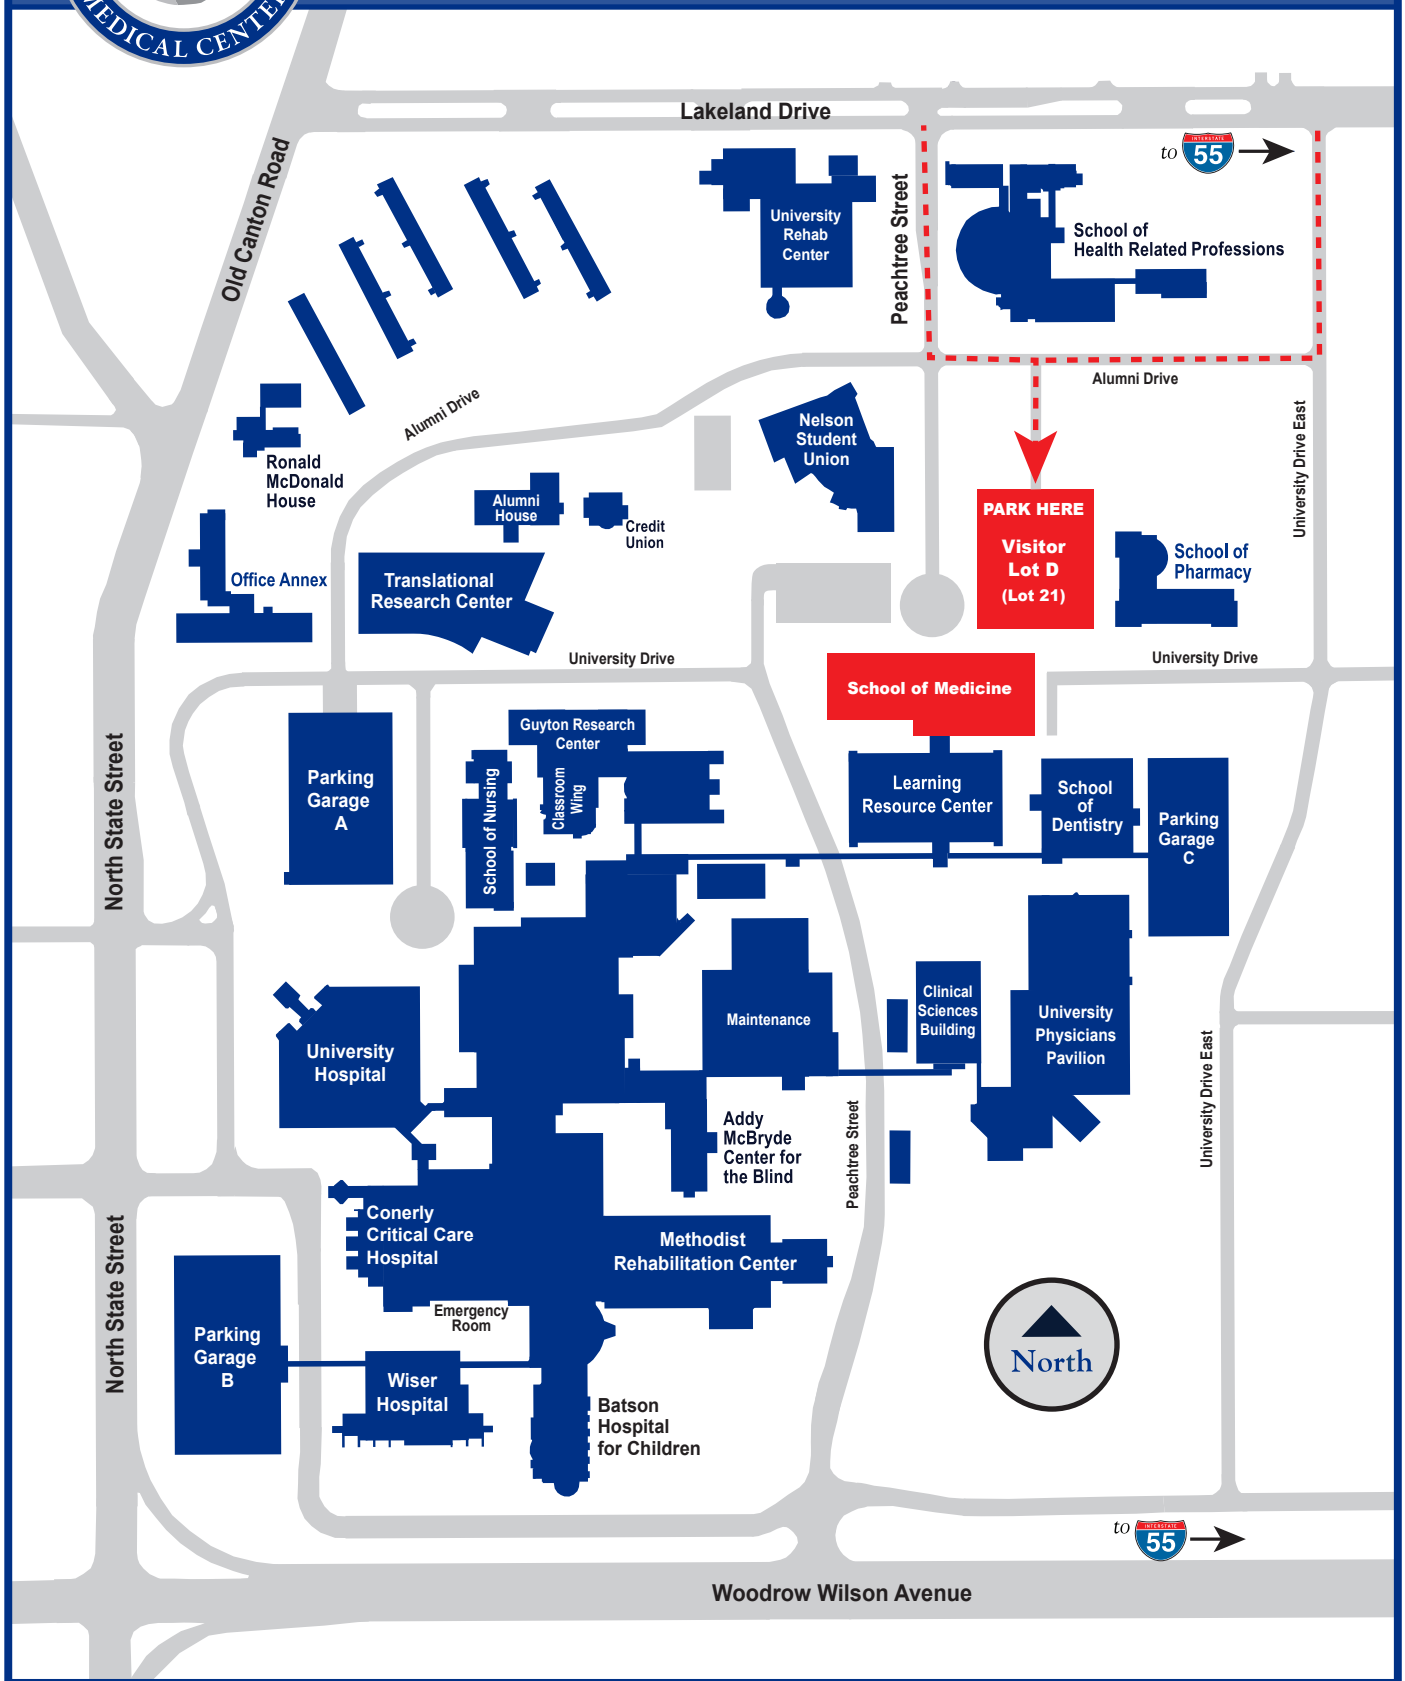 MEDICAL CENTER
Lakeland Drive
to
INTERSTATE
55
Old Canton Road
Peachtree Street
University
Rehab
Center
School of
Health Related Professions
Alumni Drive
Alumni Drive
University Drive East
Nelson
Student
Union
Ronald
McDonald
House
Alumni
House
Credit
Union
PARK HERE
Visitor
Lot D
(Lot 21)
School of
Pharmacy
Office Annex
Translational
Research Center
University Drive
University Drive
School of Medicine
North State Street
Parking
Garage
A
Guyton Research
Center
Classroom
Wing
School of Nursing
Learning
Resource Center
School
of
Dentistry
Parking
Garage
C
University
Hospital
Maintenance
Clinical
Sciences
Building
University
Physicians
Pavilion
University Drive East
Addy
McBryde
Center for
the Blind
Peachtree Street
Conerly
Critical Care
Hospital
Methodist
Rehabilitation Center
North State Street
Emergency
Room
Parking
Garage
B
Wiser
Hospital
Batson
Hospital
for Children
North
to
INTERSTATE
55
Woodrow Wilson Avenue